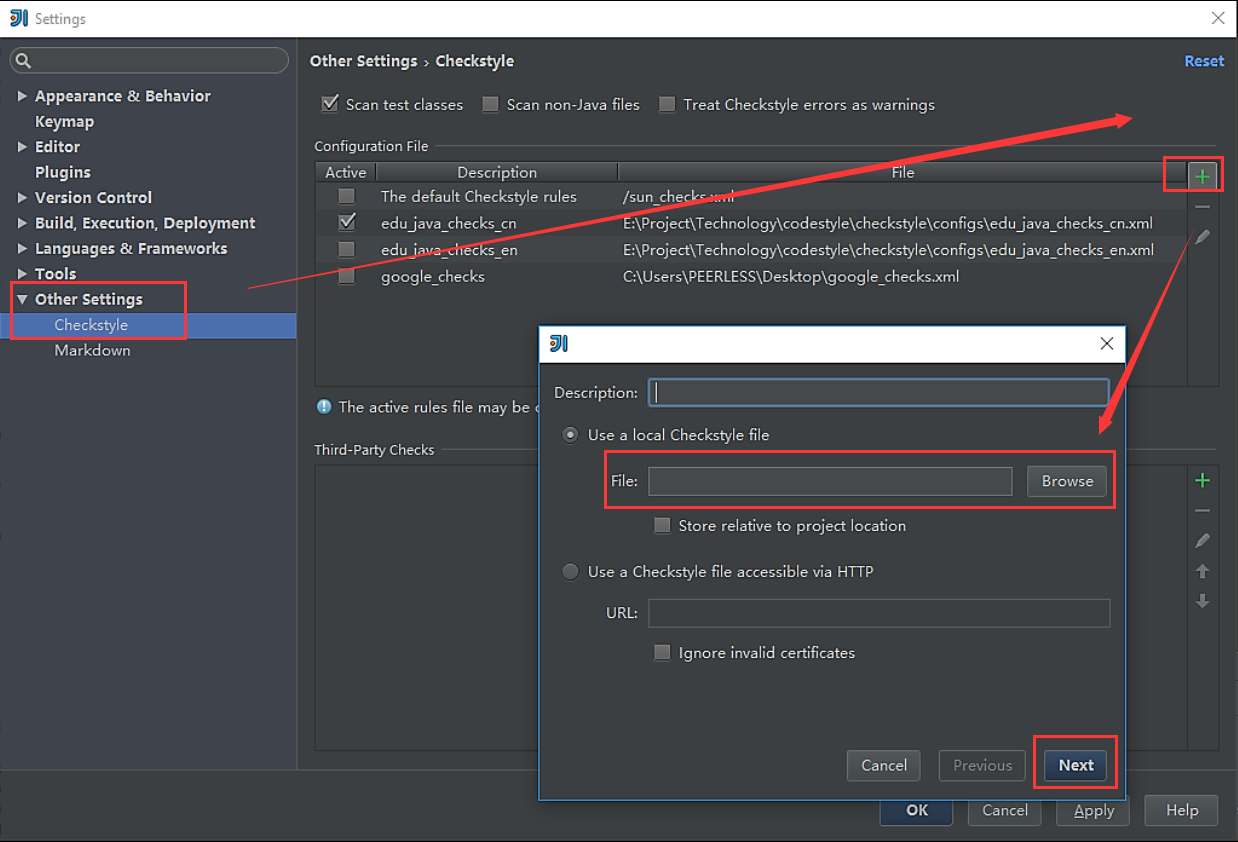 Settings
Other Settings › Checkstyle
Reset
Appearance & Behavior
Keymap
Editor
Plugins
Version Control
Build, Execution, Deployment
Languages & Frameworks
Tools
Other Settings
Checkstyle
Markdown
Scan test classes Scan non-Java files Treat Checkstyle errors as warnings
Configuration File
Active Description File
The default Checkstyle rules /sun_checks.xml
edu_java_checks_cn E:\Project\Technology\codestyle\checkstyle\configs\edu_java_checks_cn.xml
edu_java_checks_en E:\Project\Technology\codestyle\checkstyle\configs\edu_java_checks_en.xml
google_checks C:\Users\PEERLESS\Desktop\google_checks.xml
The active rules file may be
Third-Party Checks
Description:
Use a local Checkstyle file
File: Browse
Store relative to project location
Use a Checkstyle file accessible via HTTP
URL:
Ignore invalid certificates
Cancel Previous Next
OK Cancel Apply Help